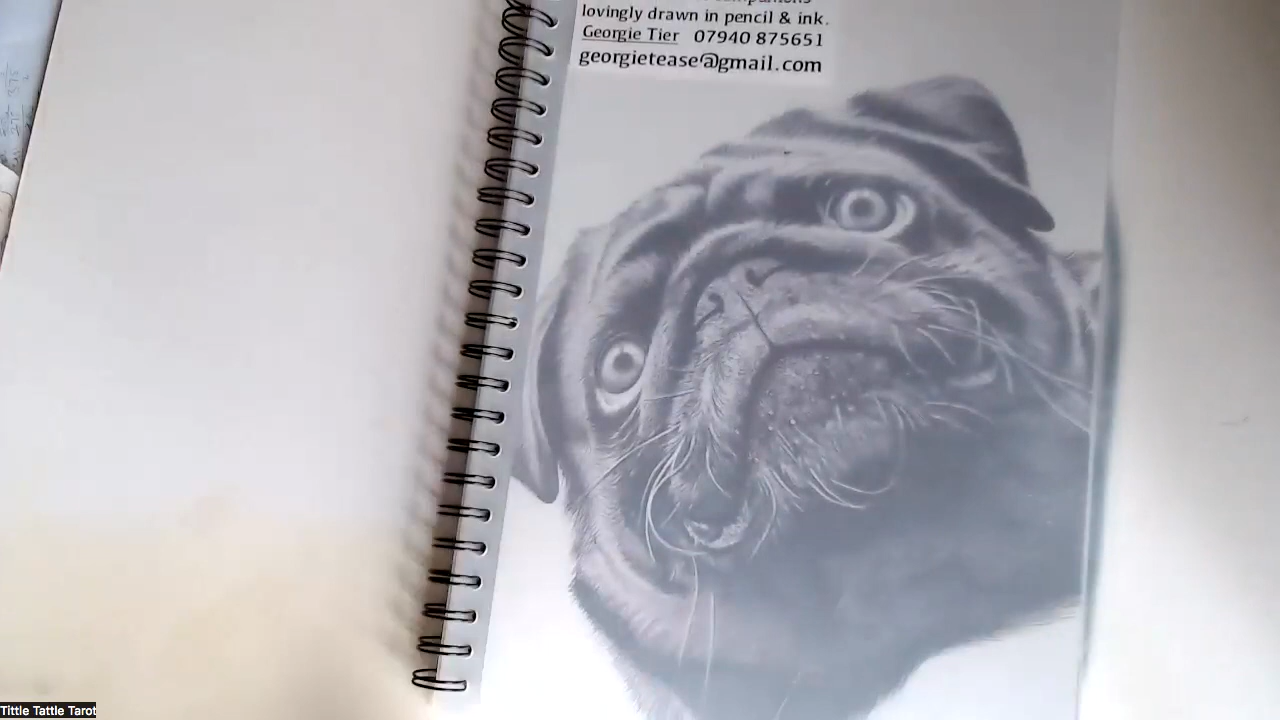 lovingly drawn in pencil & ink.
Georgie Tier 07940 875651
georgietease@gmail.com
Tittle Tattle Tarot